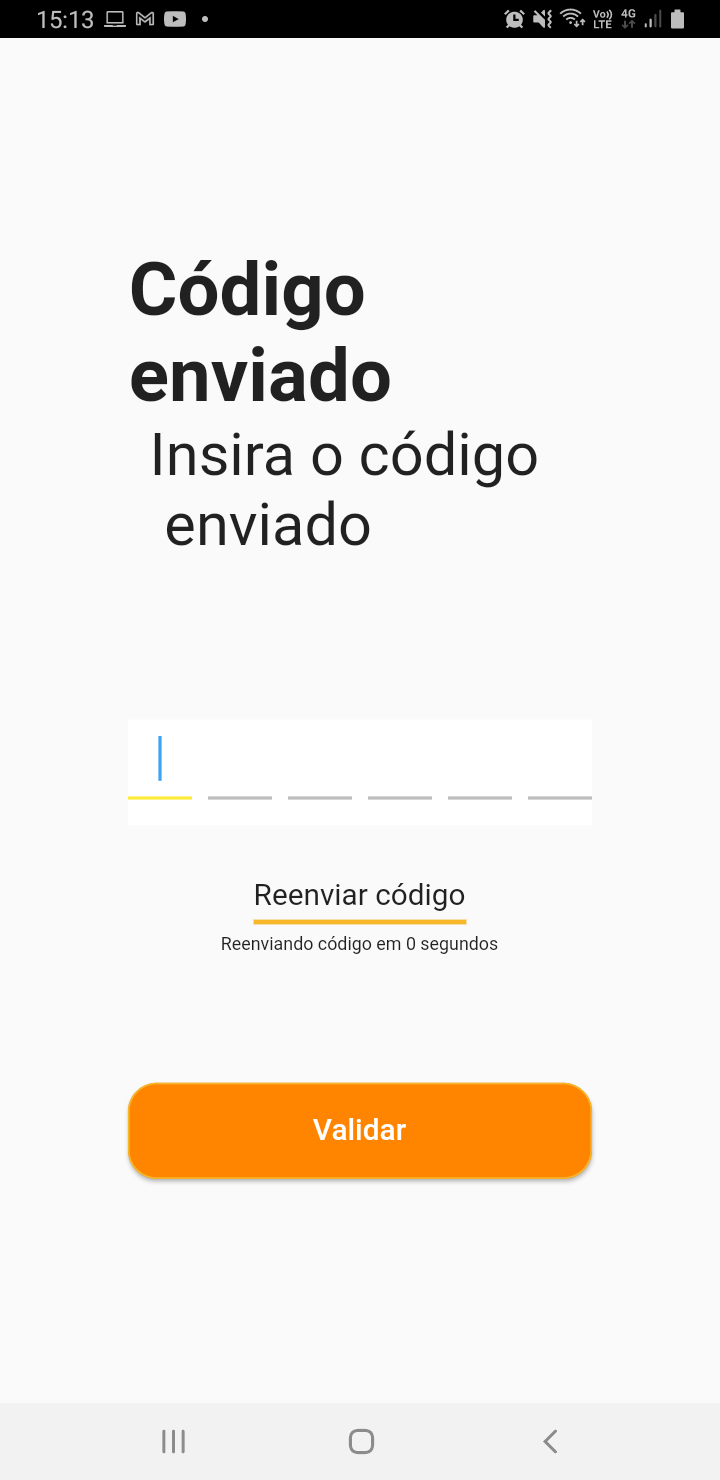 15:13
Vo))
LTE
4G
Código
enviado
Insira o código
enviado
Reenviar código
Reenviando código em 0 segundos
Validar